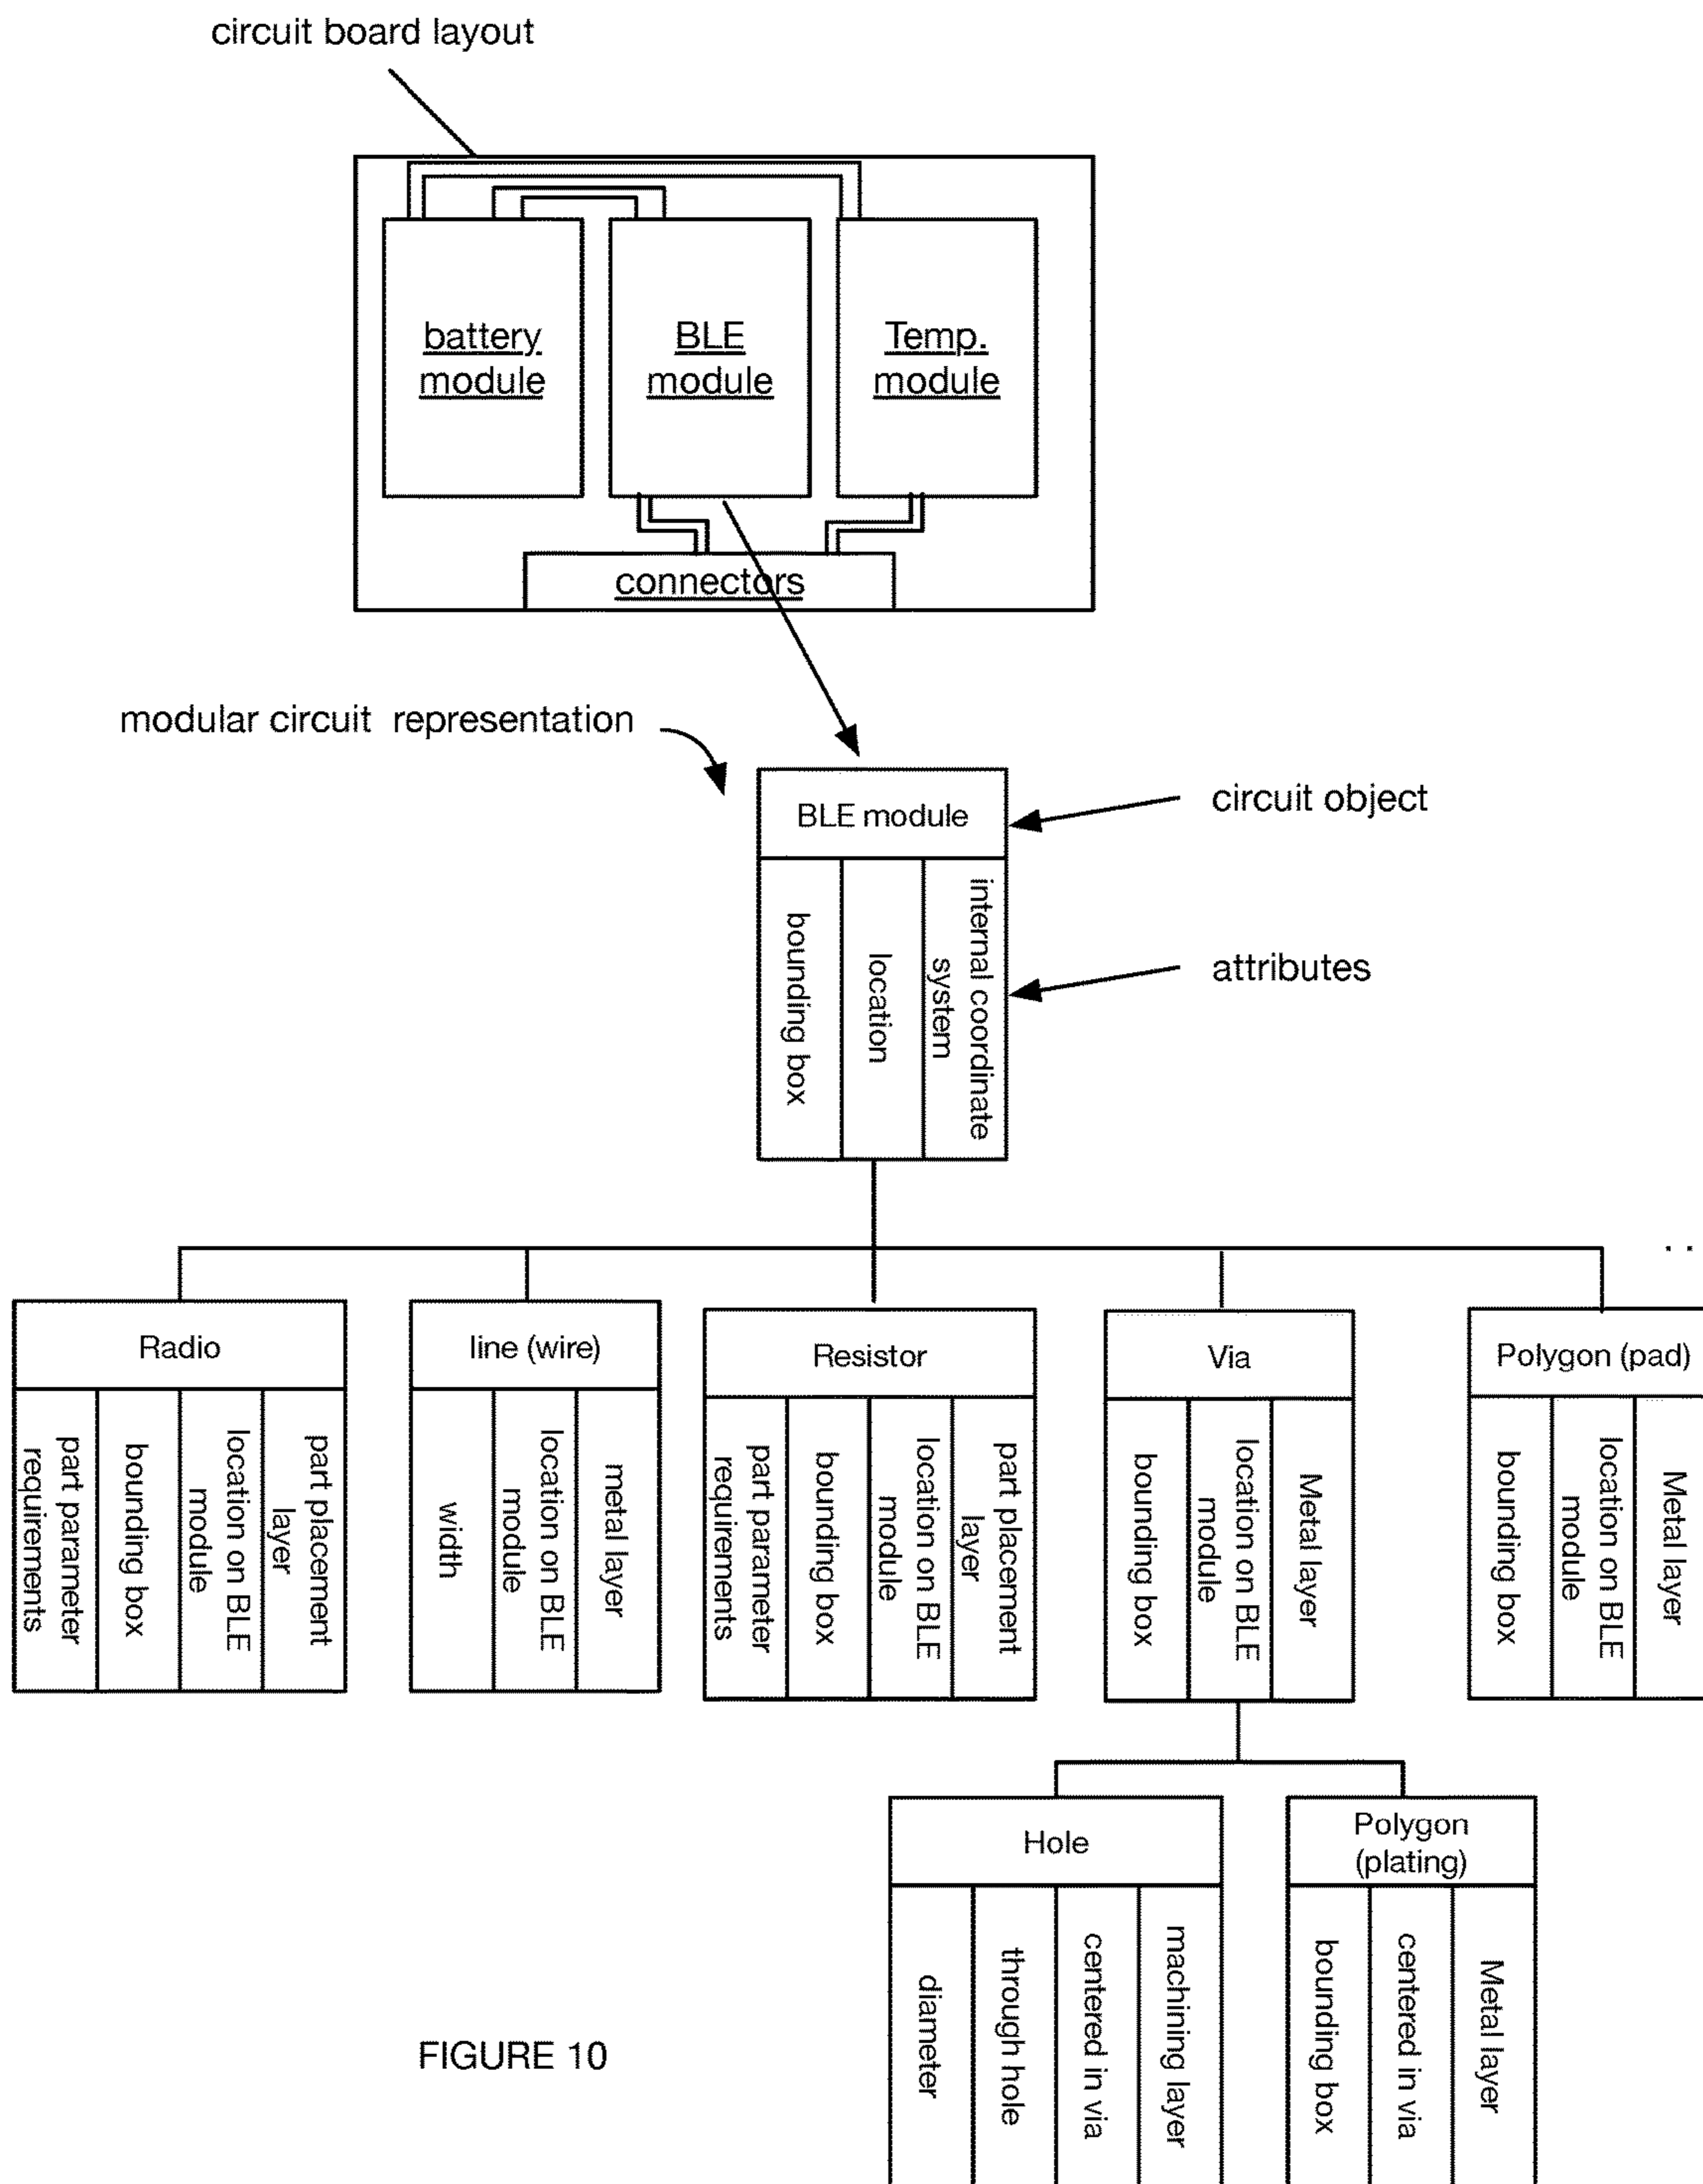 circuit board layout
battery
module
BLE
module
Temp.
module
connectors
modular circuit representation
BLE module
circuit object
internal coordinate
system
location
bounding box
attributes
. .
Radio
part placement
layer
location on BLE
module
bounding box
part parameter
requirements
line (wire)
metal layer
location on BLE
module
width
Resistor
part placement
layer
location on BLE
module
bounding box
part parameter
requirements
Via
Metal layer
location on BLE
module
bounding box
Polygon (pad)
Metal layer
location on BLE
module
bounding box
Hole
machining layer
centered in via
through hole
diameter
Polygon
(plating)
Metal layer
centered in via
bounding box
FIGURE 10